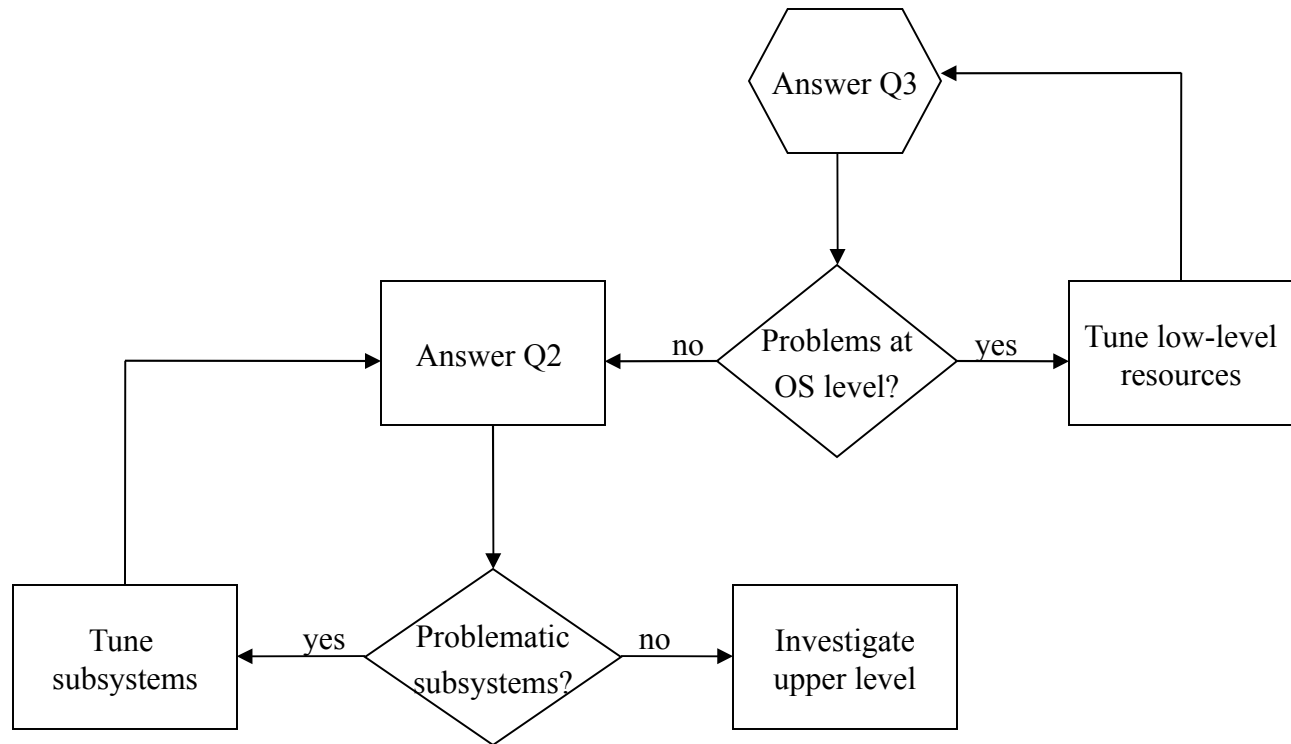 Answer Q3
Problems at
OS level?
yes
Tune low-level
resources
no
Answer Q2
Problematic
subsystems?
yes
Tune
subsystems
no
Investigate
upper level